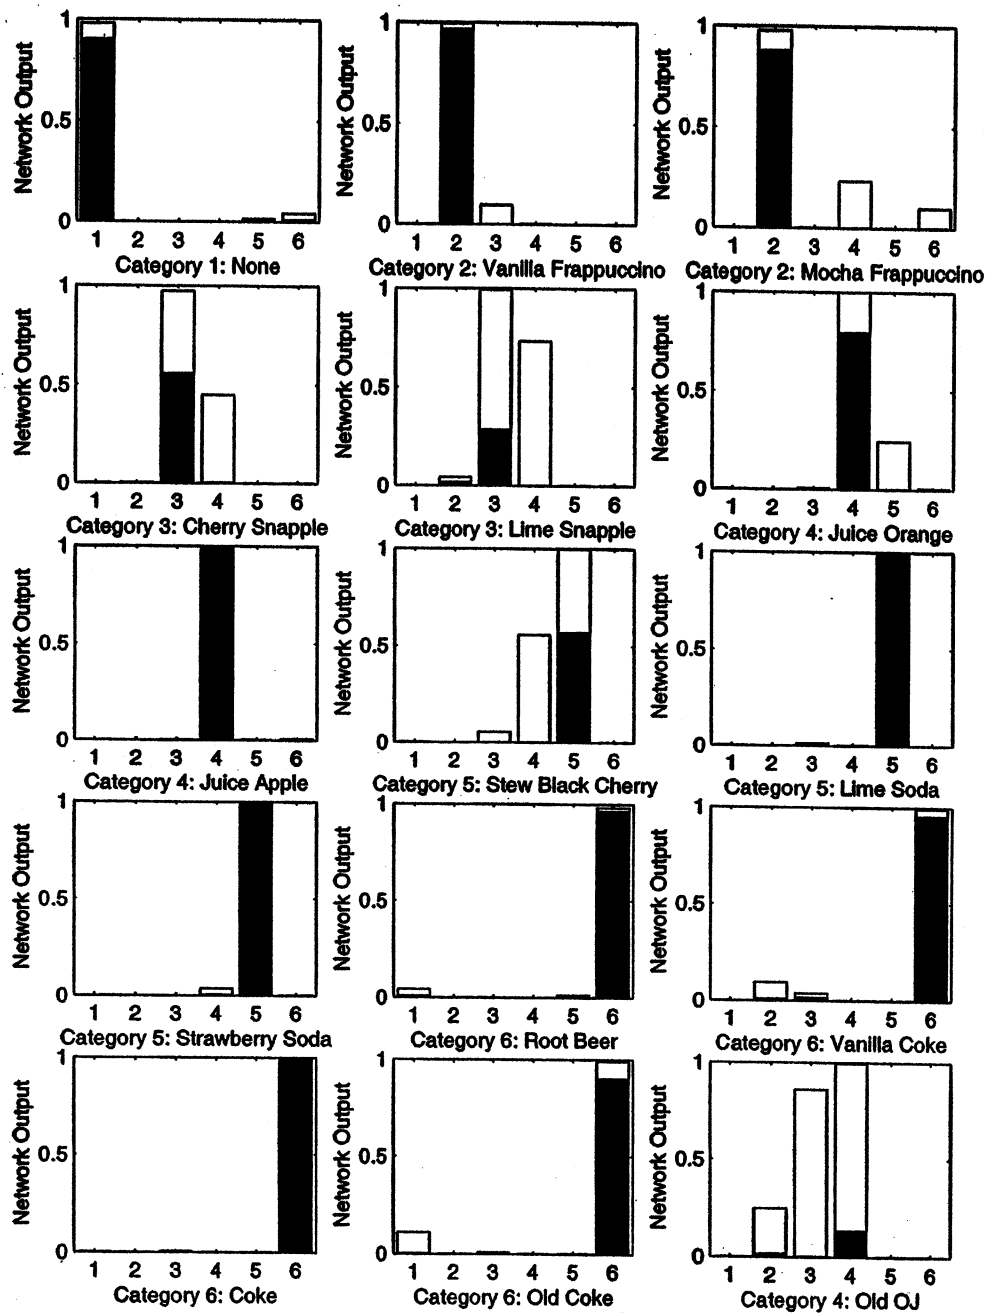 Network Output
1
0.5
0
1 2 3 4 5 6
Category 1: None
Network Output
1
0.5
0
1 2 3 4 5 6
Category 2: Vanilla Frappuccino
Network Output
1
0.5
0
1 2 3 4 5 6
Category 2: Mocha Frappuccino
Network Output
1
0.5
0
1 2 3 4 5 6
Category 3: Cherry Snapple
Network Output
1
0.5
0
1 2 3 4 5 6
Category 3: Lime Snapple
Network Output
1
0.5
0
1 2 3 4 5 6
Category 4: Juice Orange
Network Output
1
0.5
0
1 2 3 4 5 6
Category 4: Juice Apple
Network Output
1
0.5
0
1 2 3 4 5 6
Category 5: Stew Black Cherry
Network Output
1
0.5
0
1 2 3 4 5 6
Category 5: Lime Soda
Network Output
1
0.5
0
1 2 3 4 5 6
Category 5: Strawberry Soda
Network Output
1
0.5
0
1 2 3 4 5 6
Category 6: Root Beer
Network Output
1
0.5
0
1 2 3 4 5 6
Category 6: Vanilla Coke
Network Output
1
0.5
0
1 2 3 4 5 6
Category 6: Coke
Network Output
1
0.5
0
1 2 3 4 5 6
Category 6: Old Coke
Network Output
1
0.5
0
1 2 3 4 5 6
Category 4: Old OJ